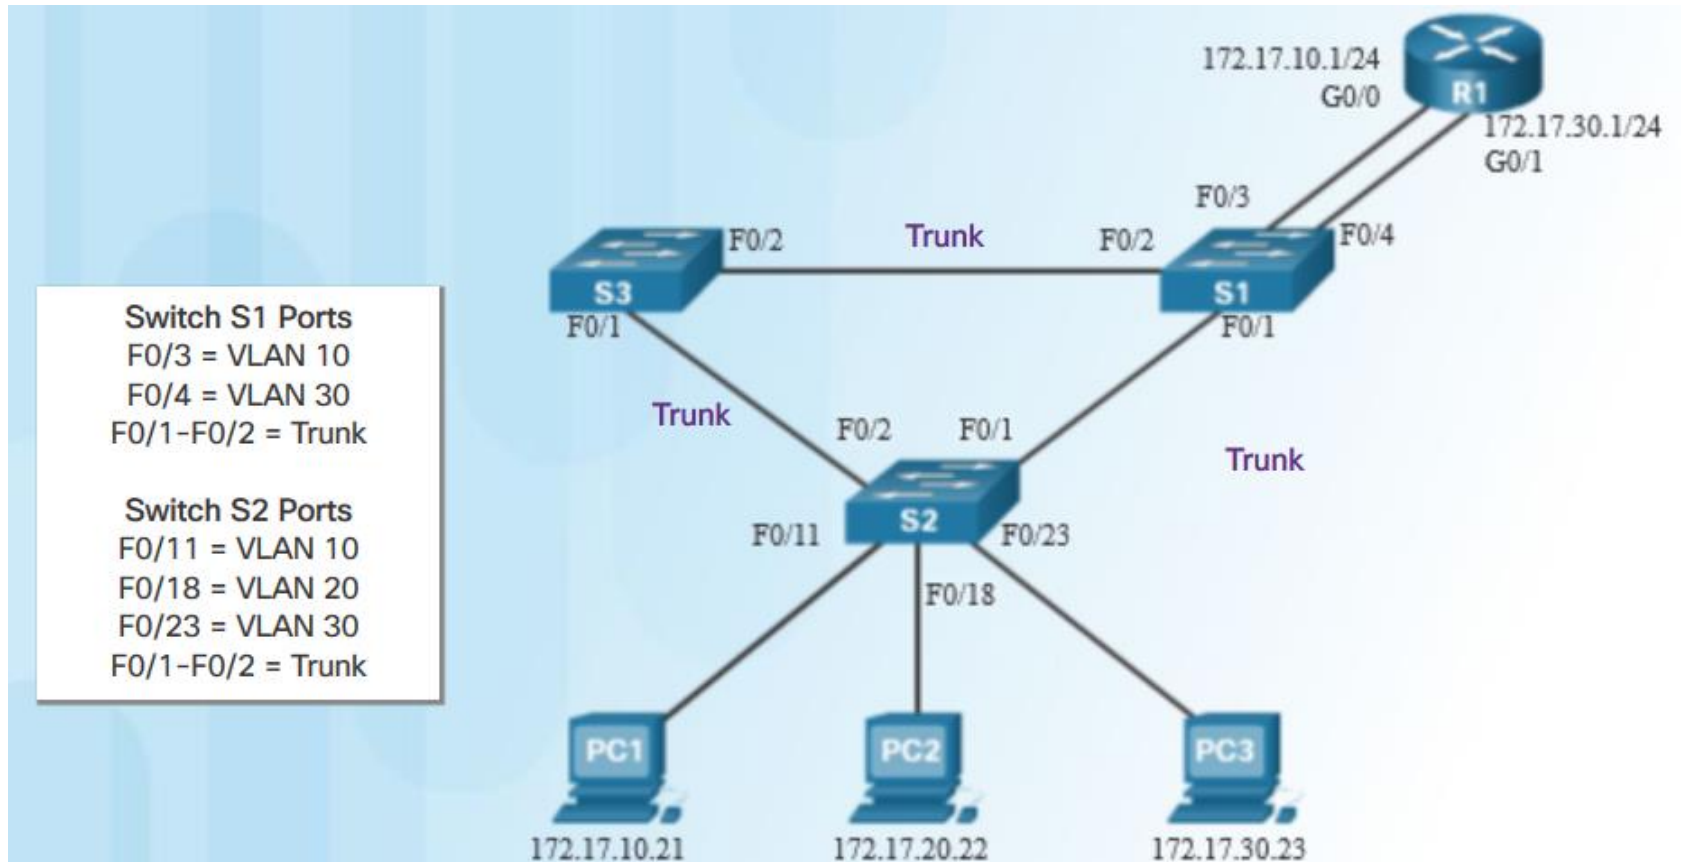 172.17.10.1/24
G0/0
R1
172.17.30.1/24
G0/1
F0/3
F0/2
Trunk
F0/2
F0/4
S3
S1
F0/1
F0/1
Switch S1 Ports
F0/3 = VLAN 10
F0/4 = VLAN 30
F0/1-F0/2 = Trunk
Switch S2 Ports
F0/11 = VLAN 10
F0/18 = VLAN 20
F0/23 = VLAN 30
F0/1-F0/2 = Trunk
Trunk
F0/2
F0/1
Trunk
S2
F0/11
F0/23
F0/18
PC1
PC2
PC3
172.17.10.21
172.17.20.22
172.17.30.23